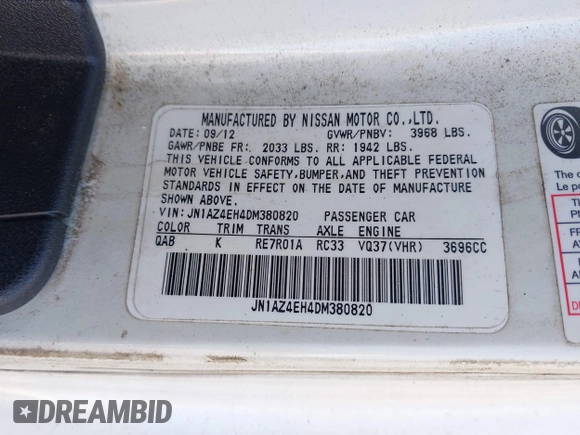 MANUFACTURED BY NISSAN MOTOR CO.,LTD.
DATE: 09/12 GVWR/PNBV: 3968 LBS.
GAWR/PNBE FR: 2033 LBS. RR: 1942 LBS.
THIS VEHICLE CONFORMS TO ALL APPLICABLE FEDERAL
MOTOR VEHICLE SAFETY,BUMPER,AND THEFT PREVENTION
STANDARDS IN EFFECT ON THE DATE OF MANUFACTURE
SHOWN ABOVE.
VIN: JN1AZ4EH4DM380820 PASSENGER CAR
COLOR TRIM TRANS AXLE ENGINE
QAB K RE7R01A RC33 VQ37(VHR) 3696CC
JN1AZ4EH4DM380820
The c
Le po
DREAMBID